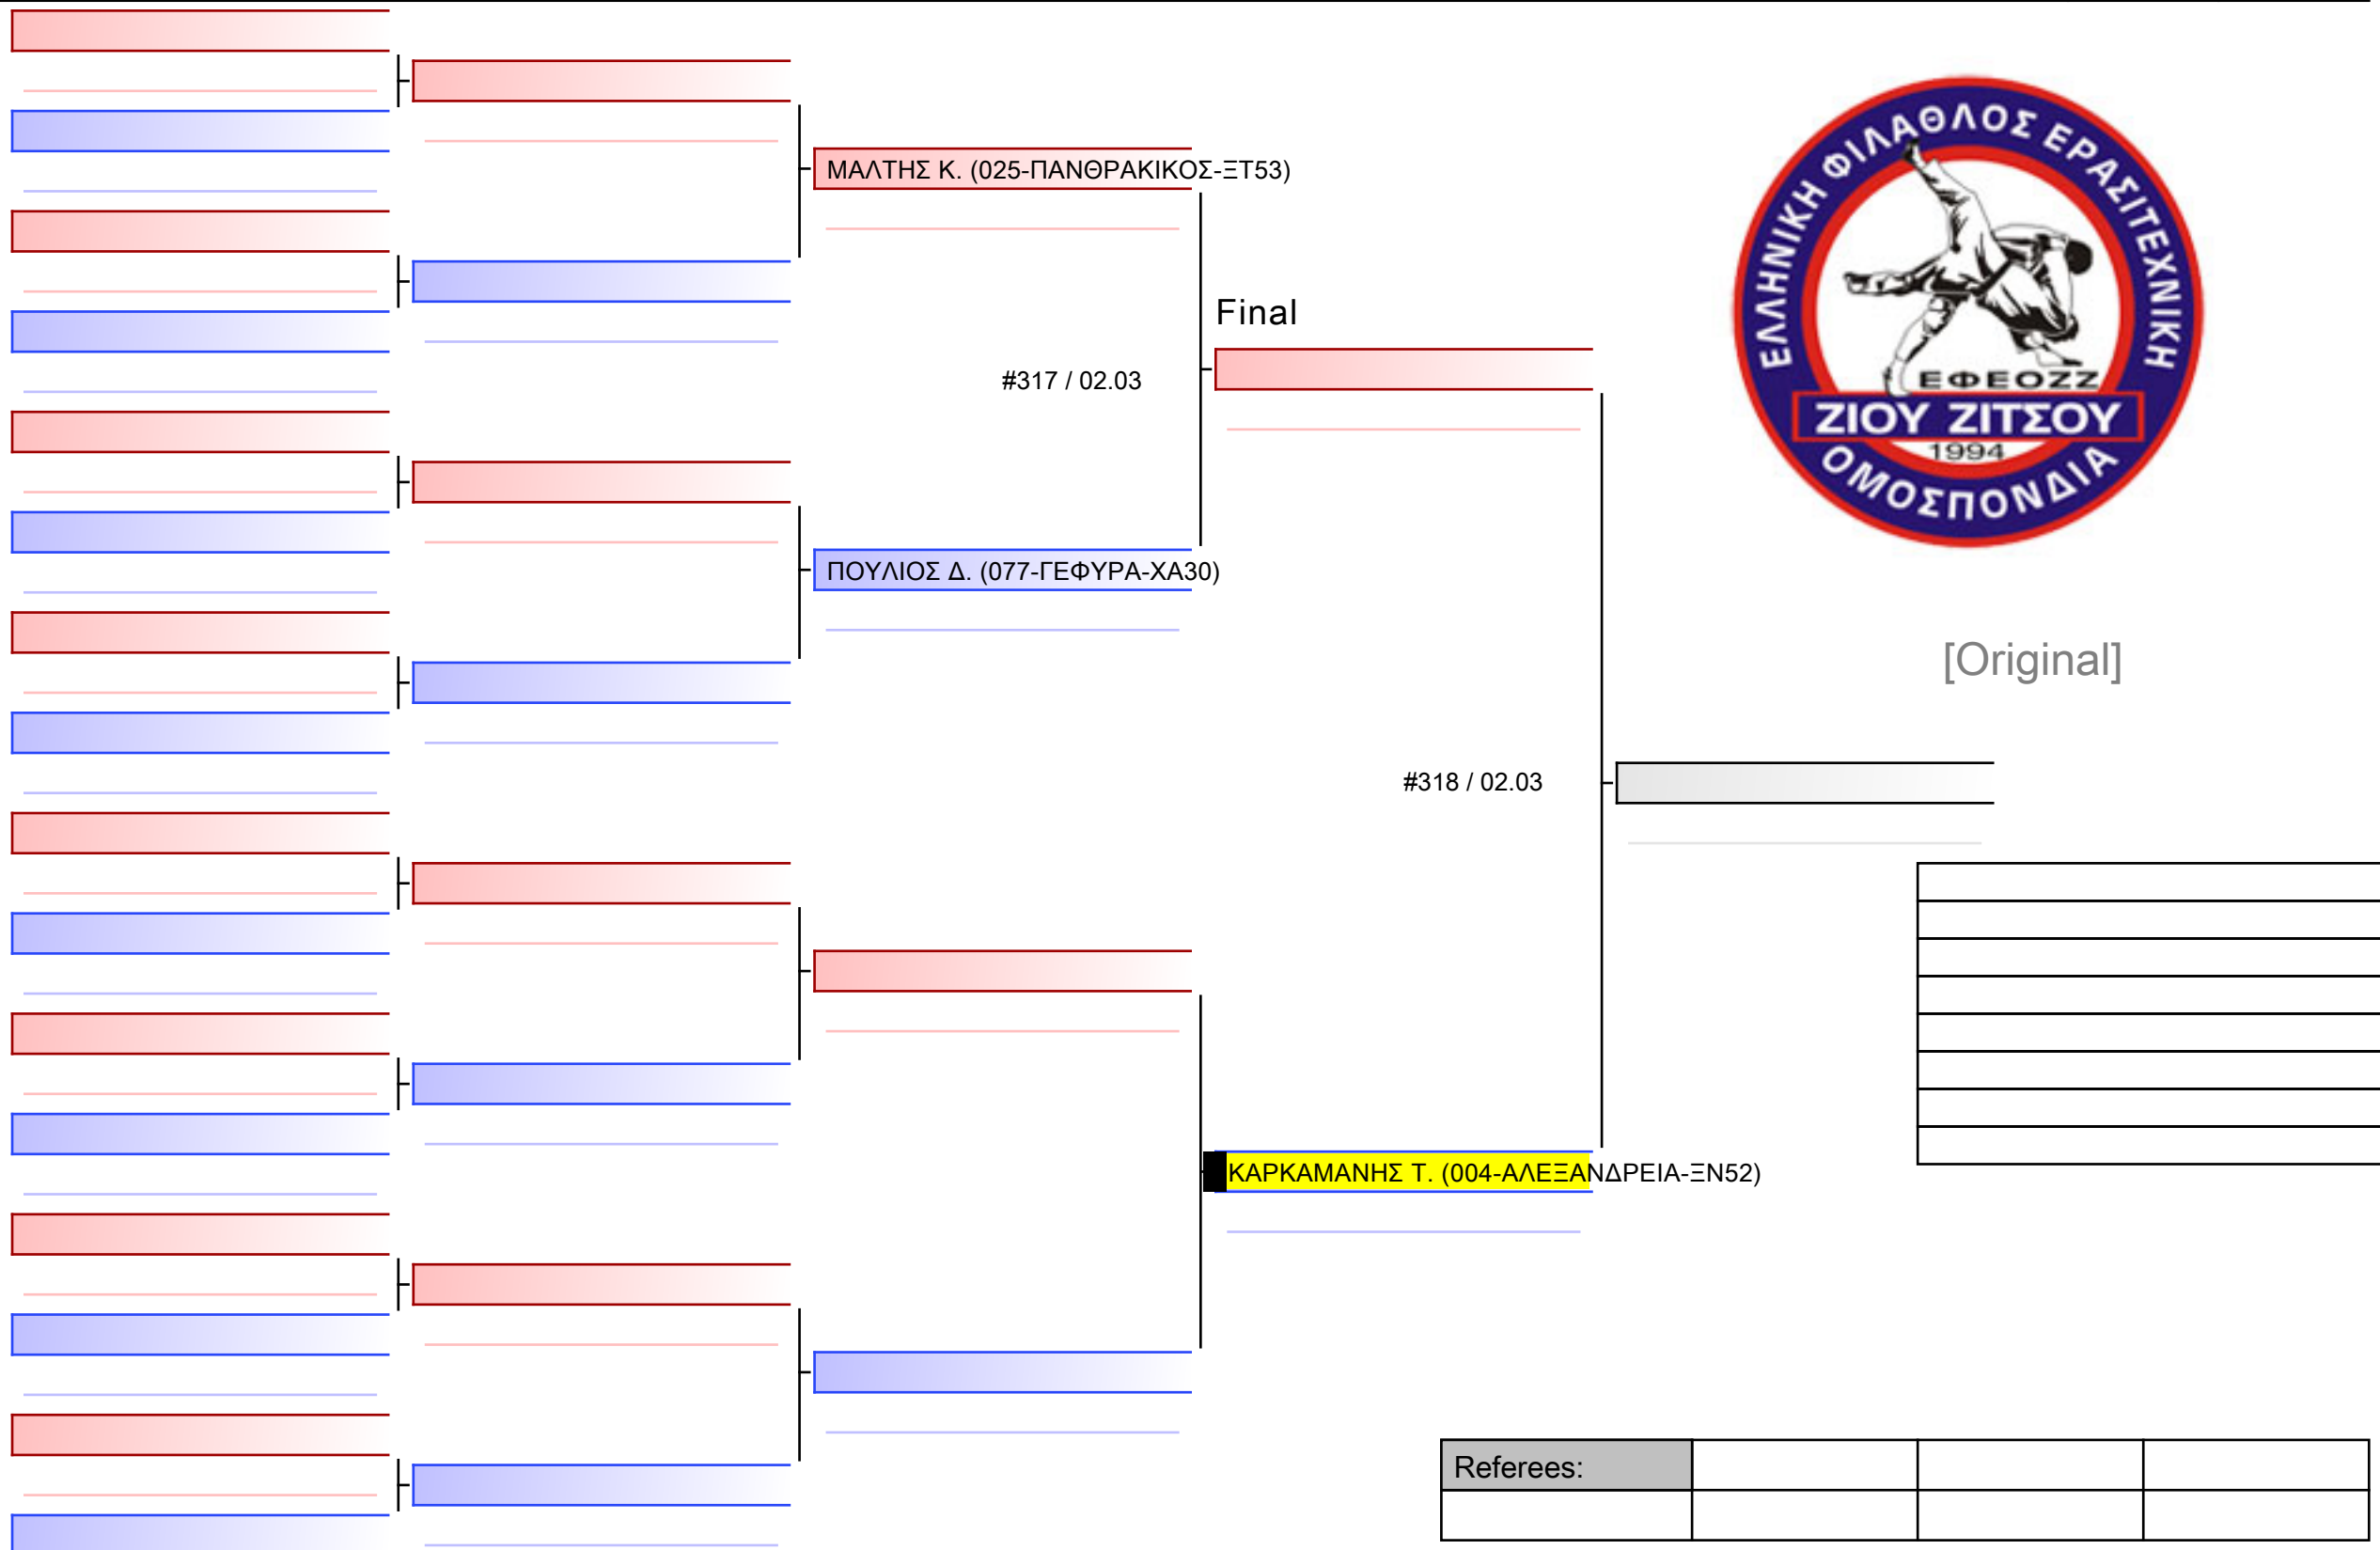 ΜΑΛΤΗΣ Κ. (025-ΠΑΝΘΡΑΚΙΚΟΣ-ΞΤ53)
Final
#317 / 02.03
ΠΟΥΛΙΟΣ Δ. (077-ΓΕΦΥΡΑ-ΧΑ30)
ΕΛΛΗΝΙΚΗ ΦΙΛΑΘΛΟΣ ΕΡΑΣΙΤΕΧΝΙΚΗ
ΕΦΕΟΖΖ
ΖΙΟΥ ΖΙΤΣΟΥ
1994
ΟΜΟΣΠΟΝΔΙΑ
[Original]
#318 / 02.03
ΚΑΡΚΑΜΑΝΗΣ Τ. (004-ΑΛΕΞΑΝΔΡΕΙΑ-ΞΝ52)
Referees: